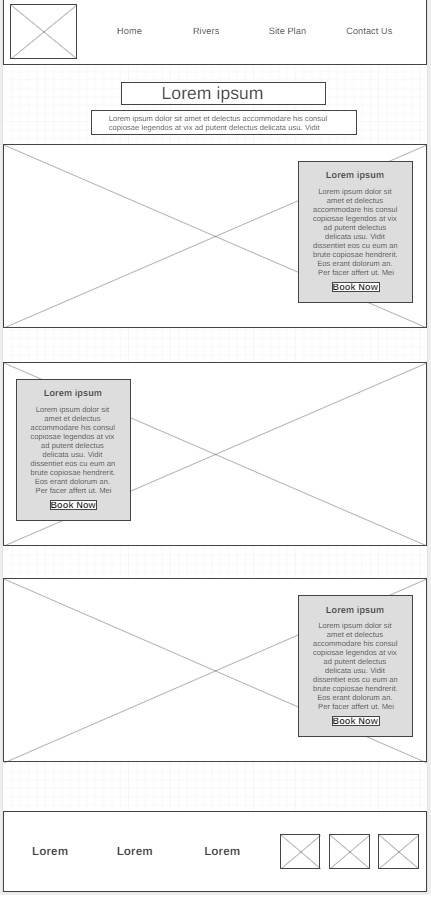 Home Rivers Site Plan Contact Us
Lorem ipsum
Lorem ipsum dolor sit amet et delectus accommodare his consul
copiosae legendos at vix ad putent delectus delicata usu. Vidit
Lorem ipsum
Lorem ipsum dolor sit
amet et delectus
accommodare his consul
copiosae legendos at vix
ad putent delectus
delicata usu. Vidit
dissentiet eos cu eum an
brute copiosae hendrerit.
Eos erant dolorum an.
Per facer affert ut. Mei
Book Now
Lorem ipsum
Lorem ipsum dolor sit
amet et delectus
accommodare his consul
copiosae legendos at vix
ad putent delectus
delicata usu. Vidit
dissentiet eos cu eum an
brute copiosae hendrerit.
Eos erant dolorum an.
Per facer affert ut. Mei
Book Now
Lorem ipsum
Lorem ipsum dolor sit
amet et delectus
accommodare his consul
copiosae legendos at vix
ad putent delectus
delicata usu. Vidit
dissentiet eos cu eum an
brute copiosae hendrerit.
Eos erant dolorum an.
Per facer affert ut. Mei
Book Now
Lorem Lorem Lorem